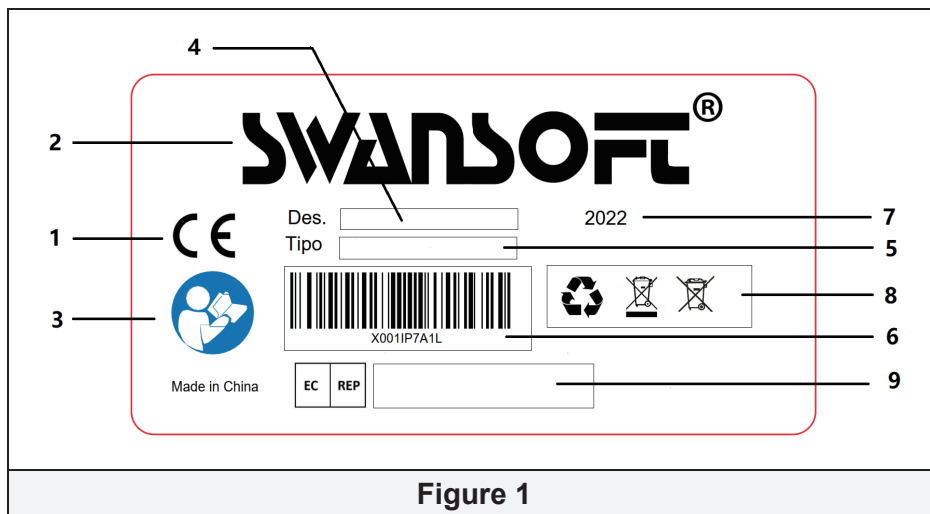 4
2
SWANSOFT®
Des.
2022
7
1
CE
Tipo
5
3
8
X001IP7A1L
6
Made in China
EC REP
9
Figure 1